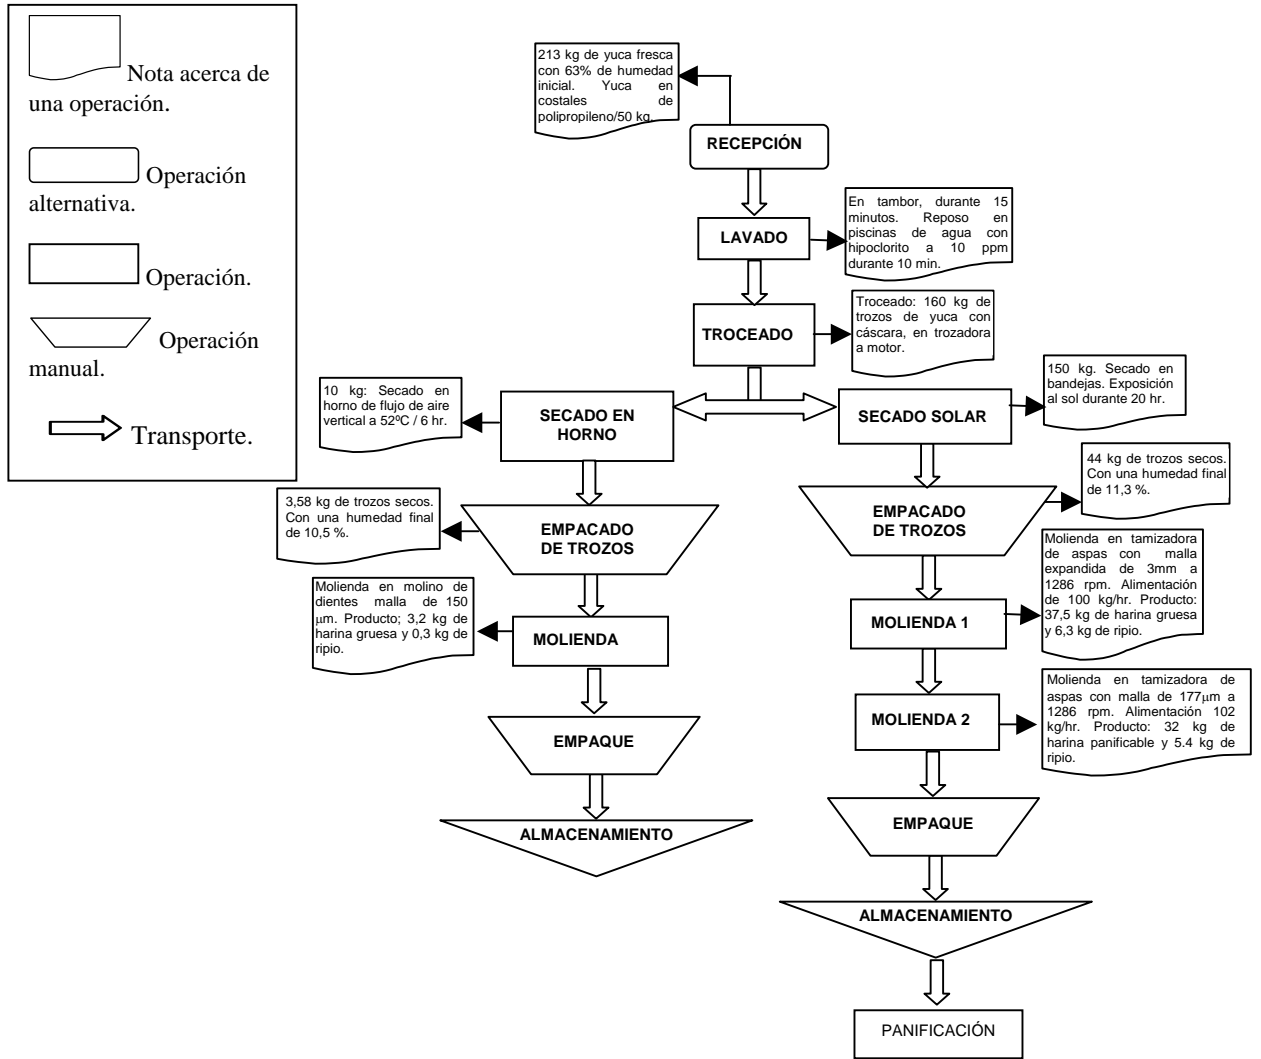 Nota acerca de
una operación.
Operación
alternativa.
Operación.
Operación
manual.
Transporte.
213 kg de yuca fresca
con 63% de humedad
inicial. Yuca en
costales de
polipropileno/50 kg.
RECEPCIÓN
LAVADO
En tambor, durante 15
minutos. Reposo en
piscinas de agua con
hipoclorito a 10 ppm
durante 10 min.
TROCEADO
Troceado: 160 kg de
trozos de yuca con
cáscara, en trozadora
a motor.
10 kg: Secado en
horno de flujo de aire
vertical a 52ºC / 6 hr.
SECADO EN
HORNO
SECADO SOLAR
150 kg. Secado en
bandejas. Exposición
al sol durante 20 hr.
3,58 kg de trozos secos.
Con una humedad final
de 10,5 %.
EMPACADO
DE TROZOS
EMPACADO
DE TROZOS
44 kg de trozos secos.
Con una humedad final
de 11,3 %.
Molienda en molino de
dientes malla de 150
µm. Producto; 3,2 kg de
harina gruesa y 0,3 kg de
ripio.
MOLIENDA
MOLIENDA 1
Molienda en tamizadora
de aspas con malla
expandida de 3mm a
1286 rpm. Alimentación
de 100 kg/hr. Producto:
37,5 kg de harina gruesa
y 6,3 kg de ripio.
MOLIENDA 2
Molienda en tamizadora de
aspas con malla de 177µm a
1286 rpm. Alimentación 102
kg/hr. Producto: 32 kg de
harina panificable y 5.4 kg de
ripio.
EMPAQUE
EMPAQUE
ALMACENAMIENTO
ALMACENAMIENTO
PANIFICACIÓN